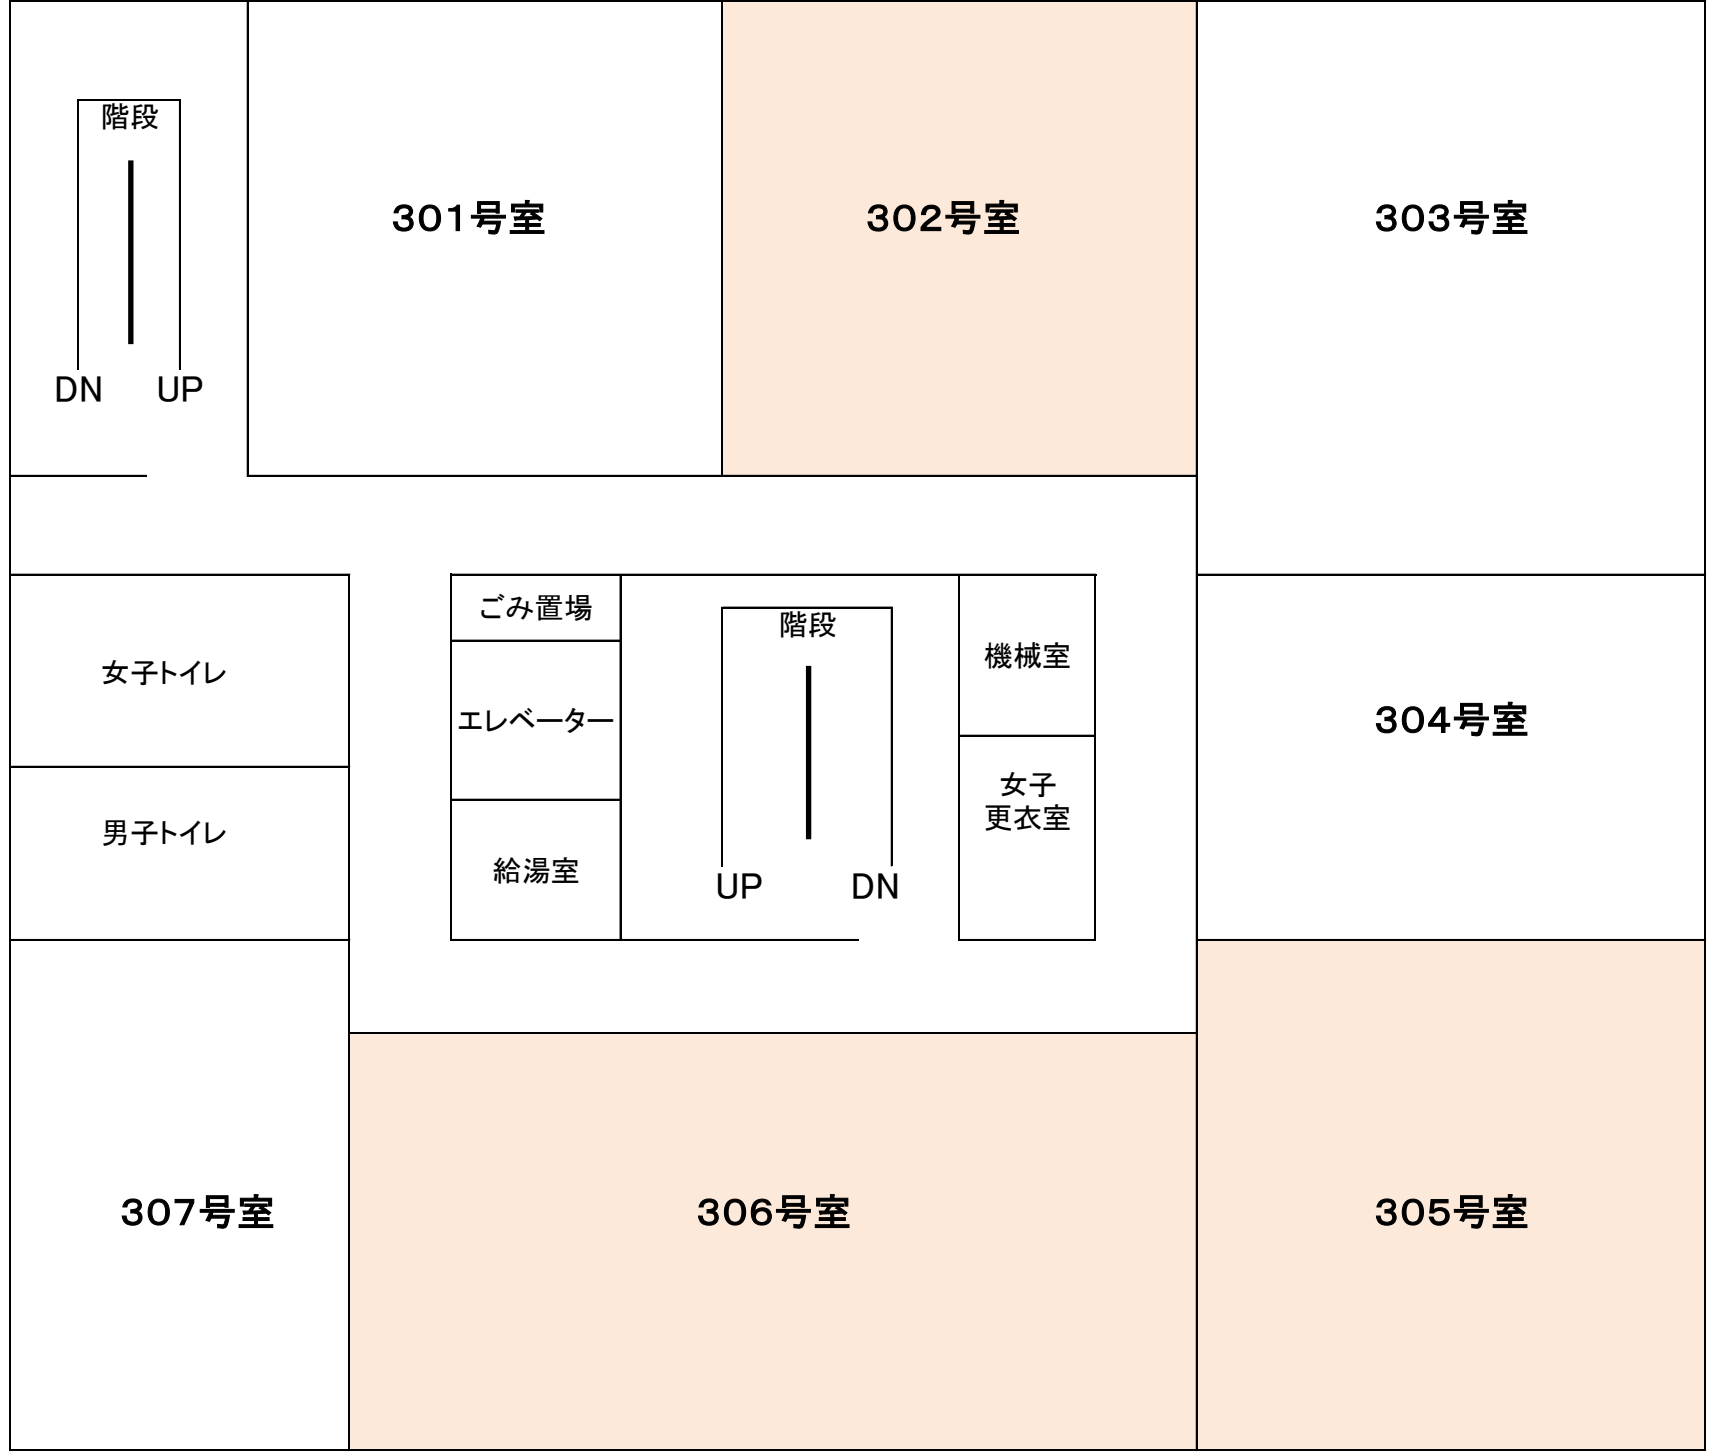 階段
301号室
302号室
303号室
DN
UP
ごみ置場
階段
機械室
女子トイレ
エレベーター
304号室
女子
更衣室
男子トイレ
給湯室
UP
DN
307号室
306号室
305号室